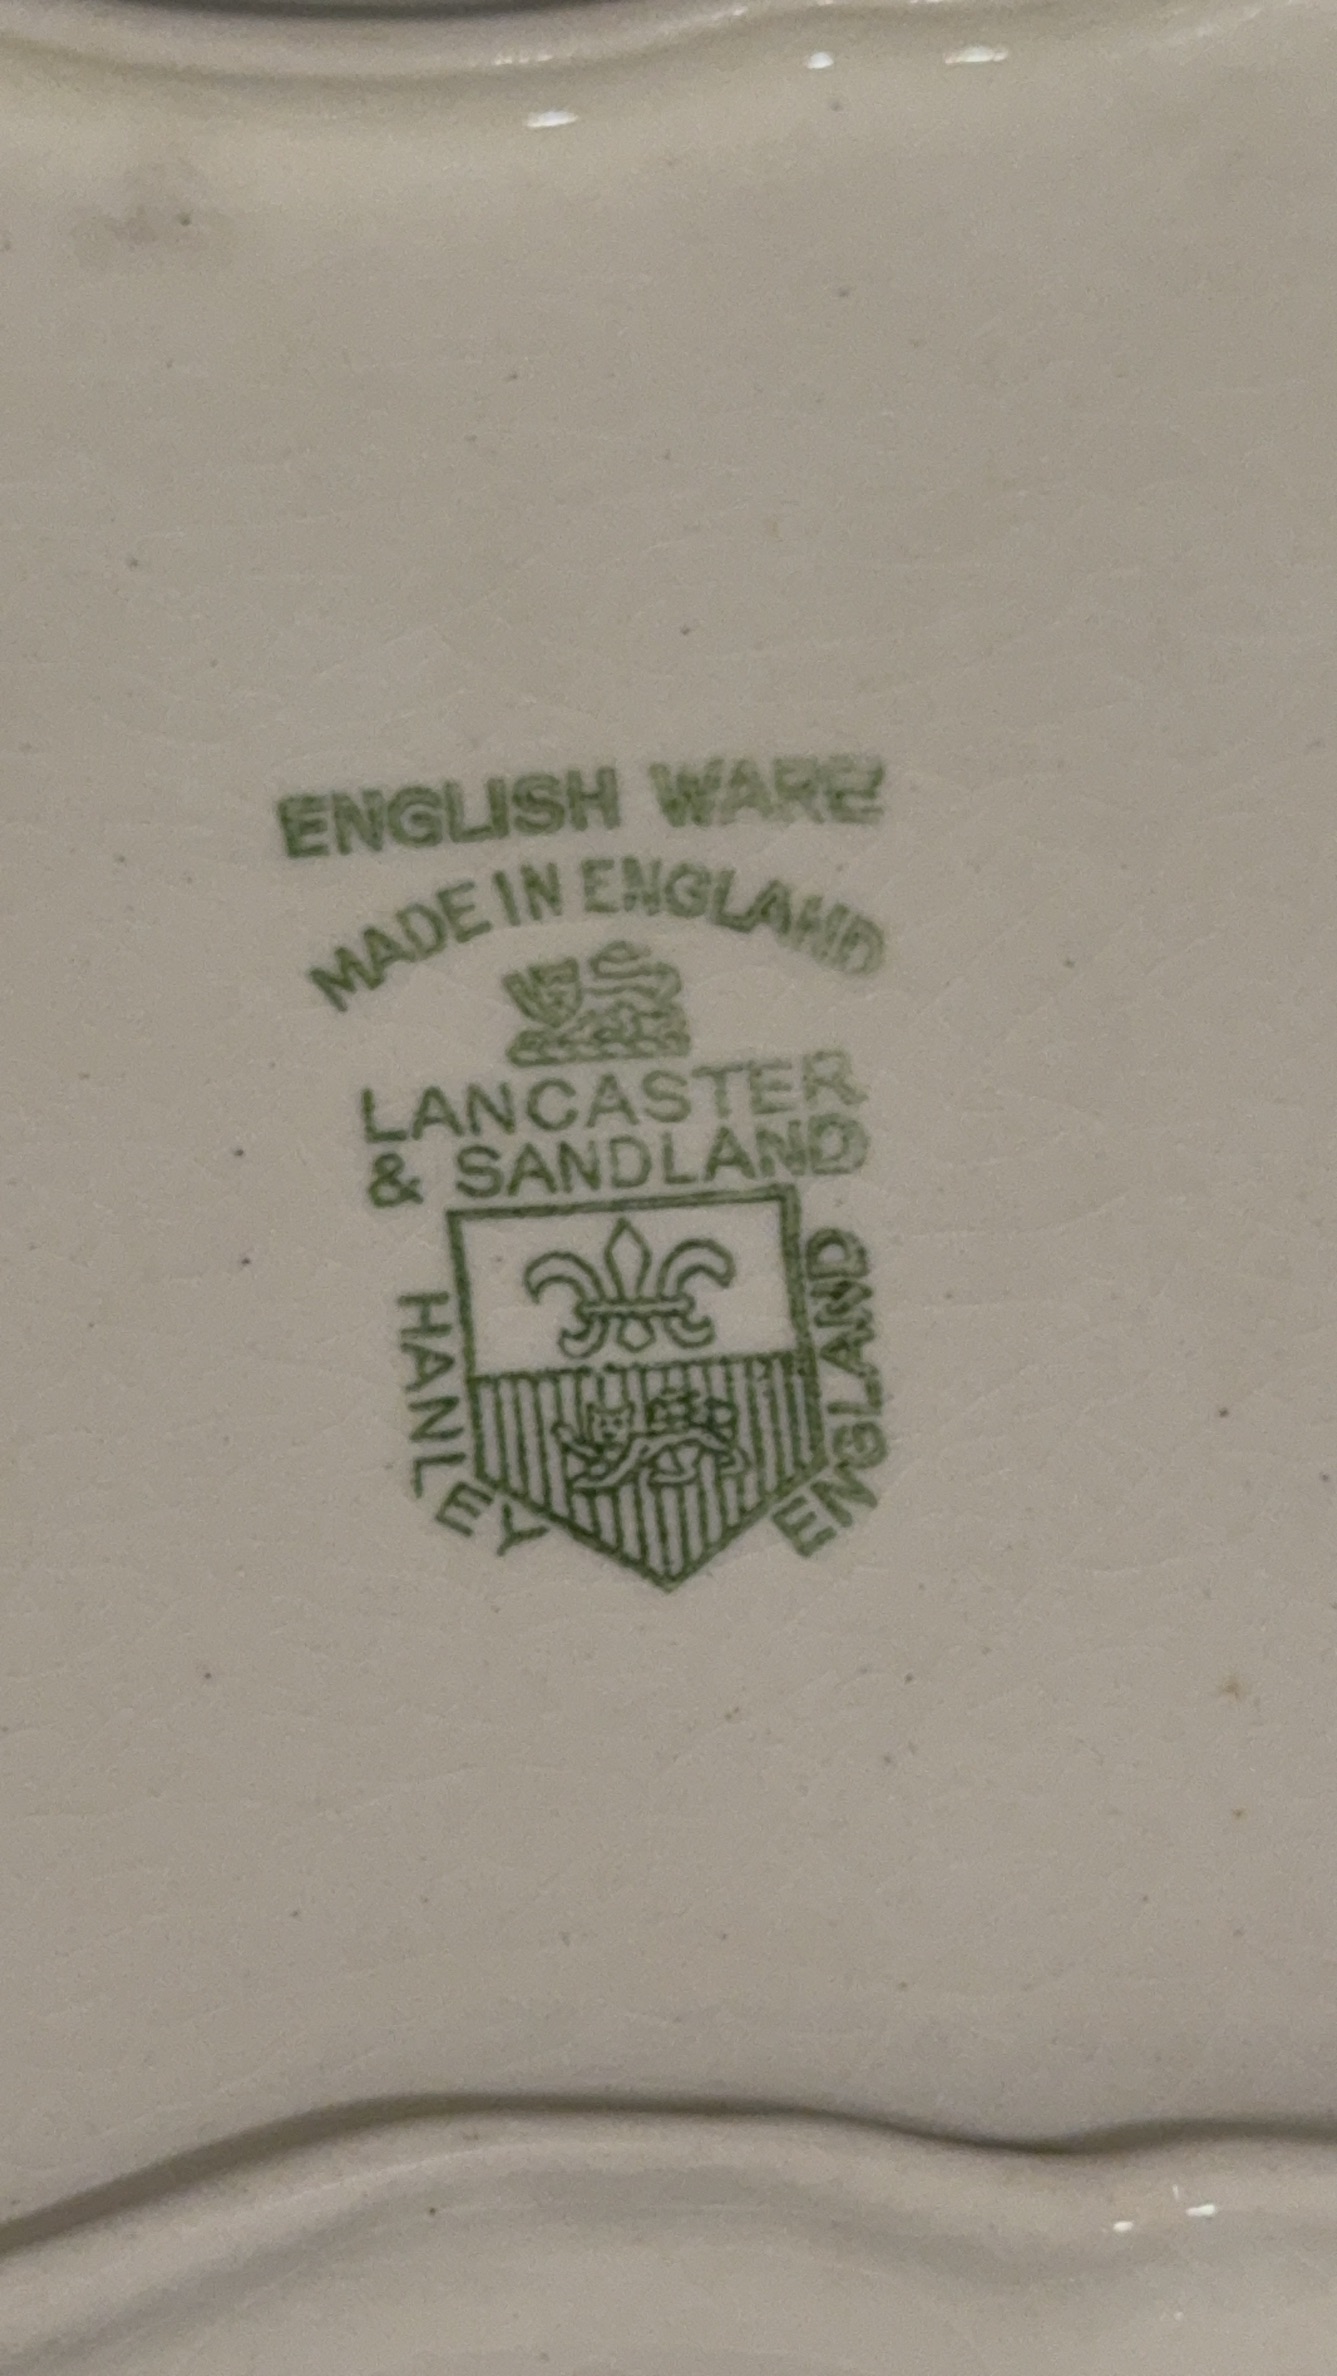 ENGLISH WARE
MADE IN ENGLAND
LANCASTER
& SANDLAND
HANLEY
ENGLAND